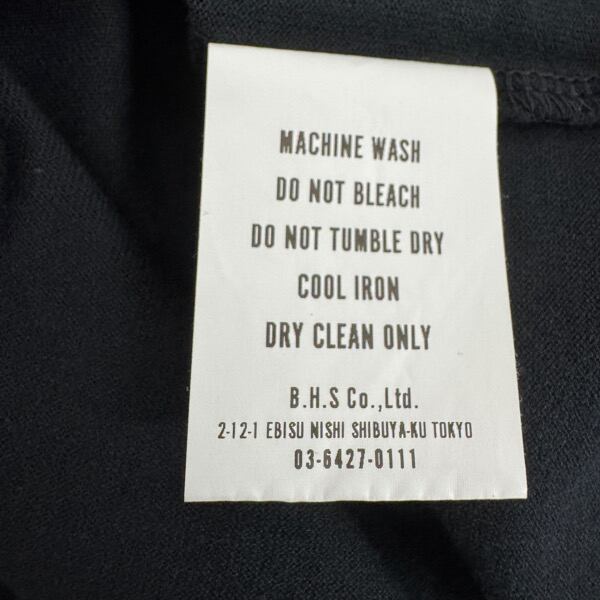 MACHINE WASH
DO NOT BLEACH
DO NOT TUMBLE DRY
COOL IRON
DRY CLEAN ONLY
B.H.S Co.,Ltd.
2-12-1 EBISU NISHI SHIBUYA-KU TOKYO
03-6427-0111